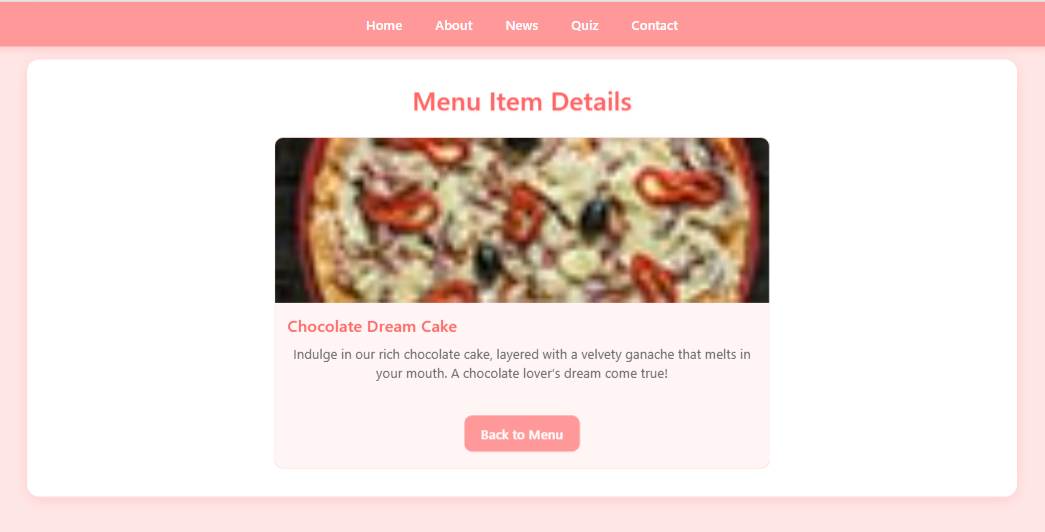 Home About News Quiz Contact
Menu Item Details
Chocolate Dream Cake
Indulge in our rich chocolate cake, layered with a velvety ganache that melts in
your mouth. A chocolate lover's dream come true!
Back to Menu